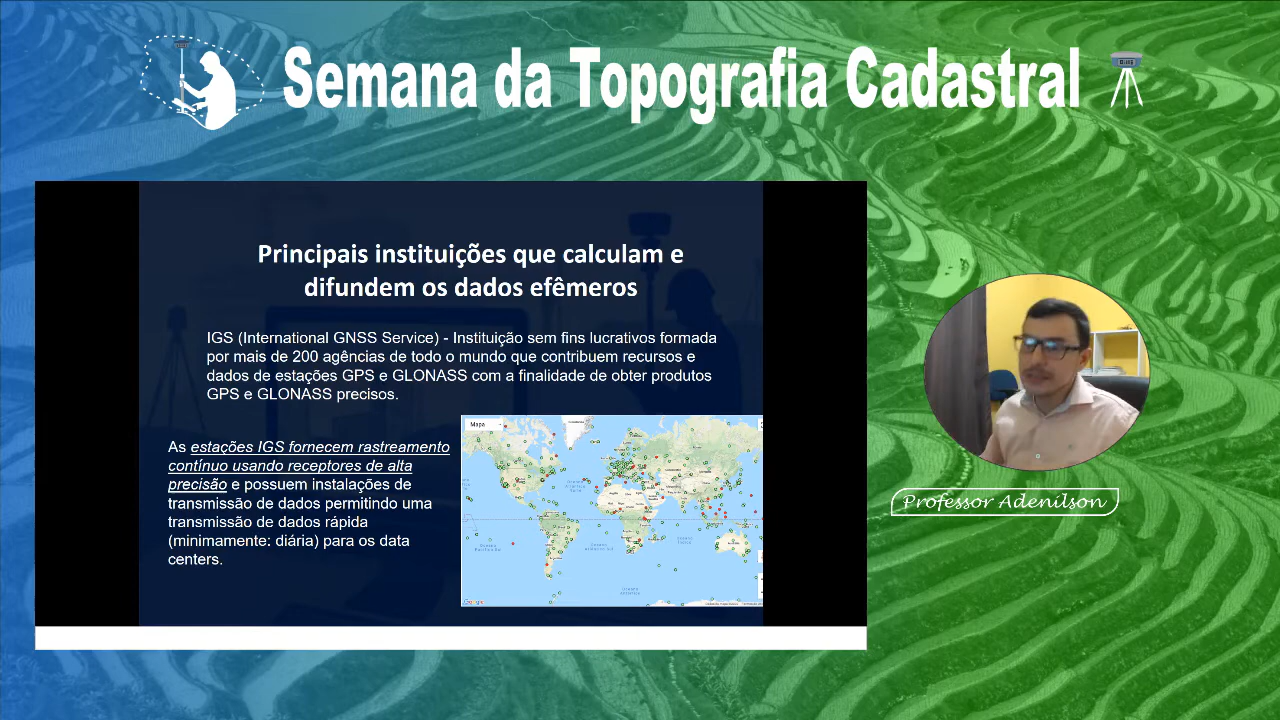 Semana da Topografia Cadastral
Principais instituições que calculam e
difundem os dados efêmeros
IGS (International GNSS Service) - Instituição sem fins lucrativos formada
por mais de 200 agências de todo o mundo que contribuem recursos e
dados de estações GPS e GLONASS com a finalidade de obter produtos
GPS e GLONASS precisos.
As estações IGS fornecem rastreamento
contínuo usando receptores de alta
precisão e possuem instalações de
transmissão de dados permitindo uma
transmissão de dados rápida
(minimamente: diária) para os data
centers.
Mapa
Google
Professor Adenilson